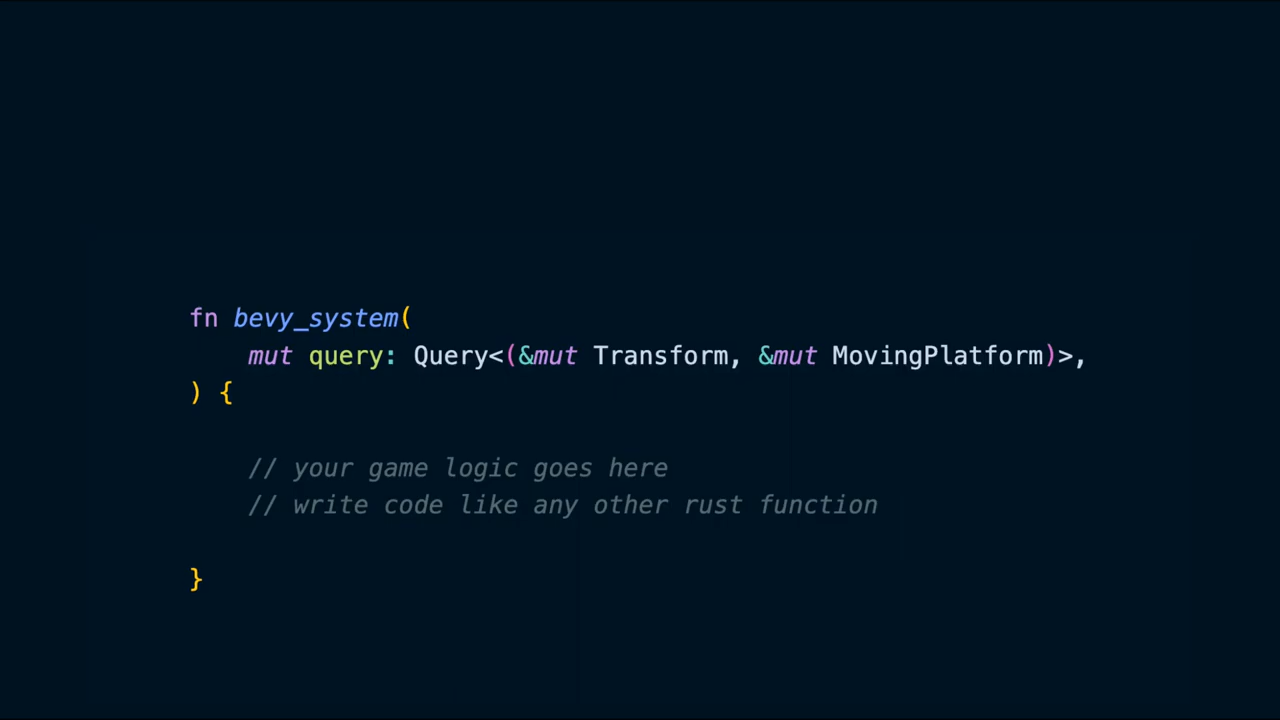 fn bevy_system(
    mut query: Query<(&mut Transform, &mut MovingPlatform)>,
) {
    // your game logic goes here
    // write code like any other rust function
}